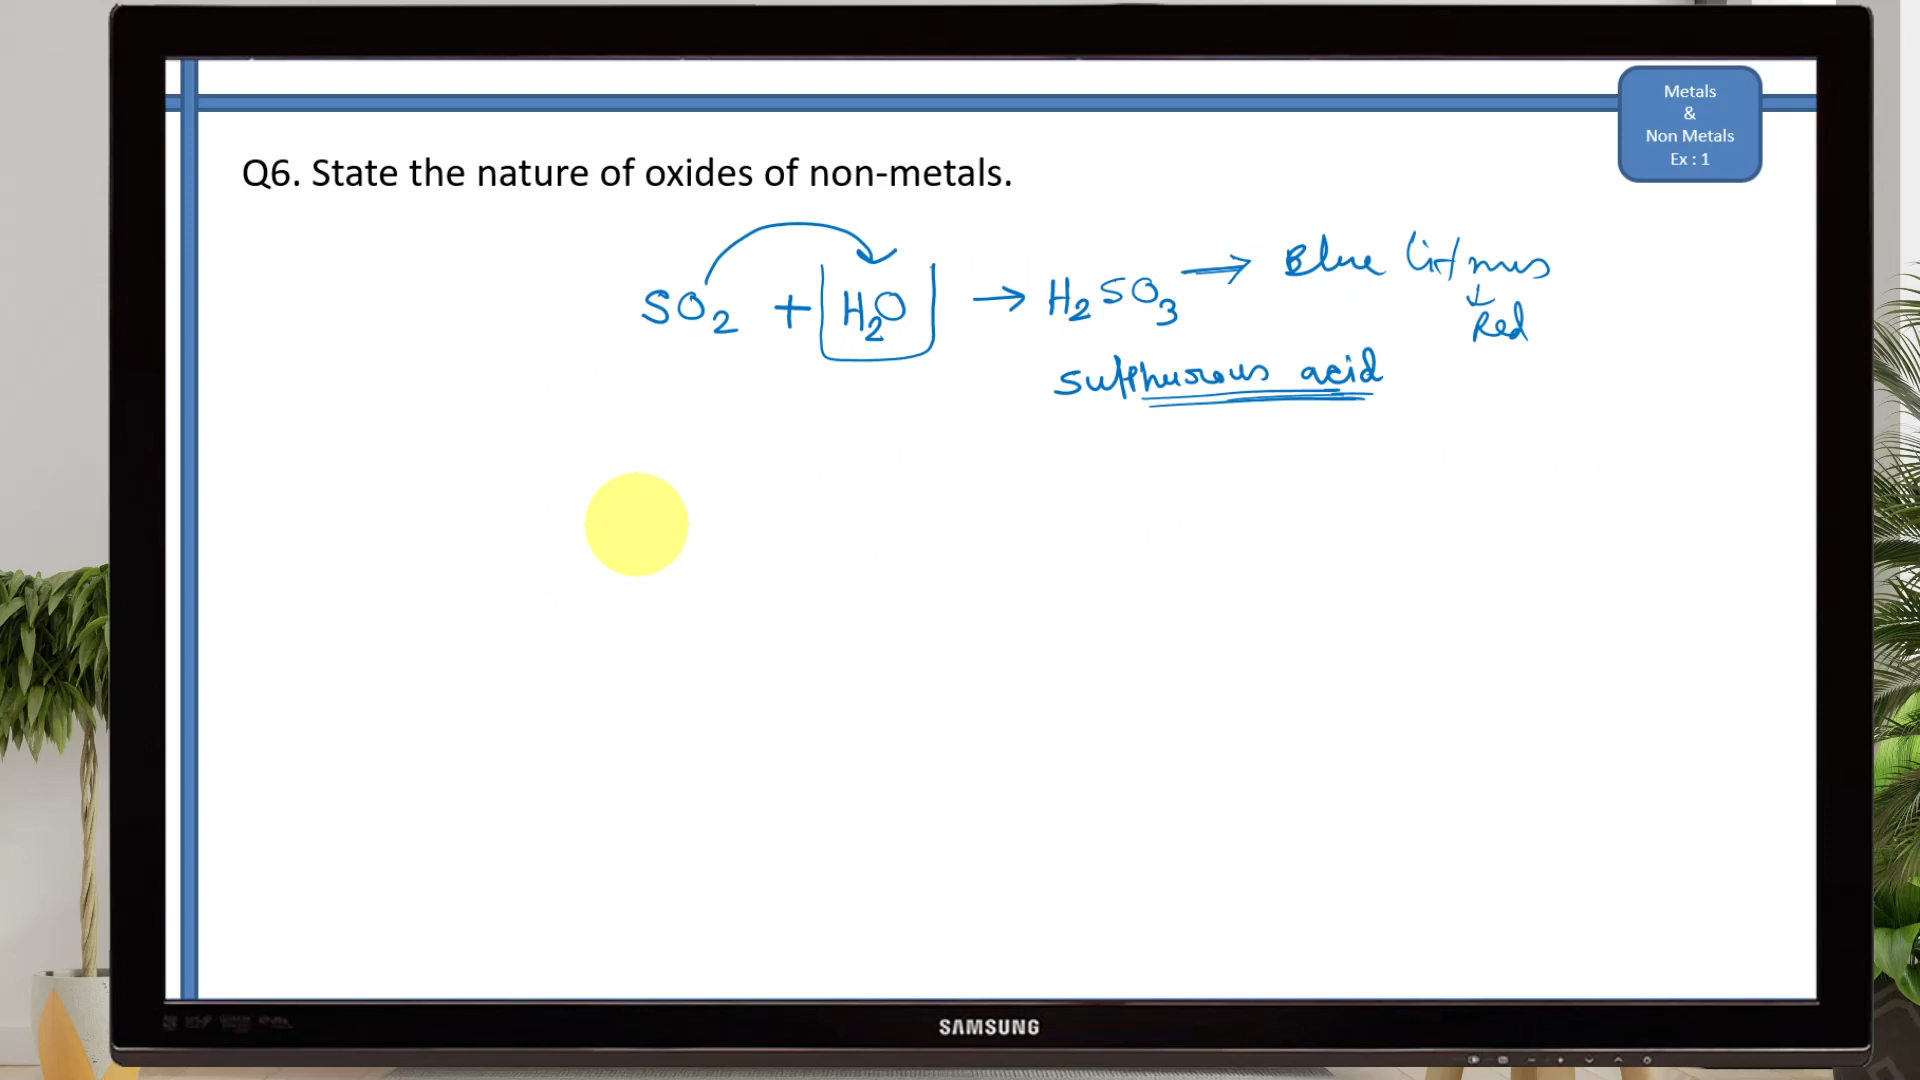 Metals
&
Non Metals
Ex : 1
Q6. State the nature of oxides of non-metals.
SO₂ + H₂O → H₂SO₃ → Blue litmus
↓
Red
sulphurous acid
SAMSUNG